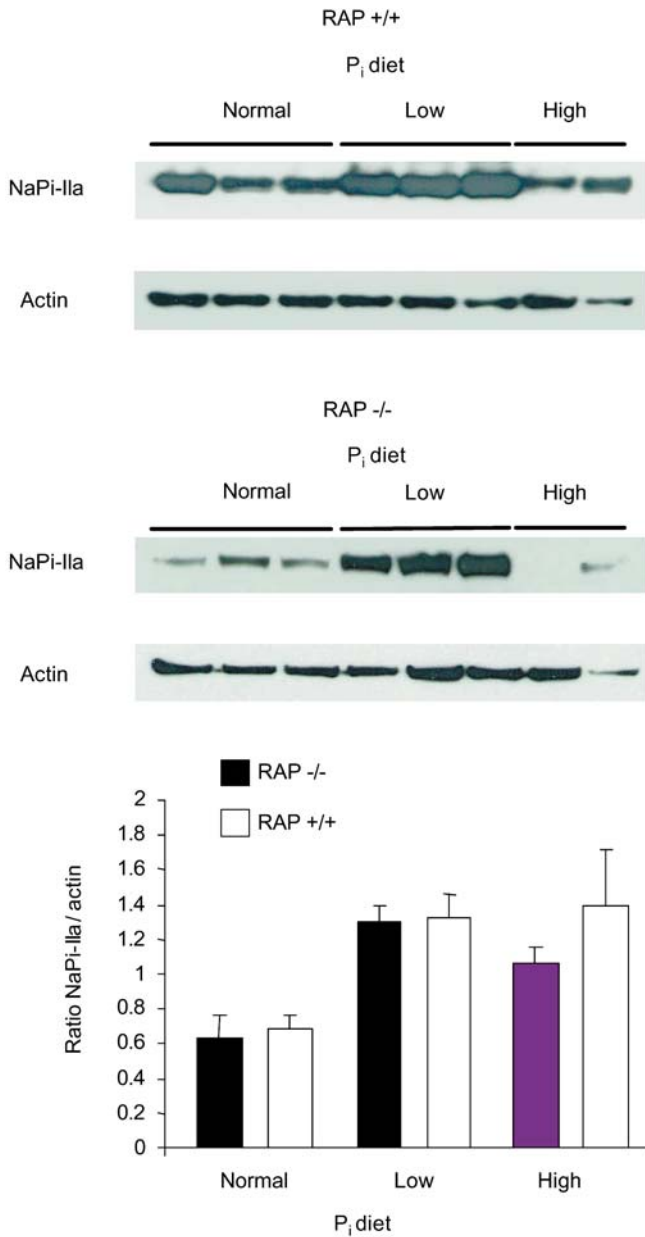 RAP +/+
Pi diet
Normal Low High
NaPi-IIa
Actin
RAP -/-
Pi diet
Normal Low High
NaPi-IIa
Actin
RAP -/-
RAP +/+
2
1.8
1.6
1.4
1.2
1
0.8
0.6
0.4
0.2
0
Ratio NaPi-IIa / actin
Normal Low High
Pi diet